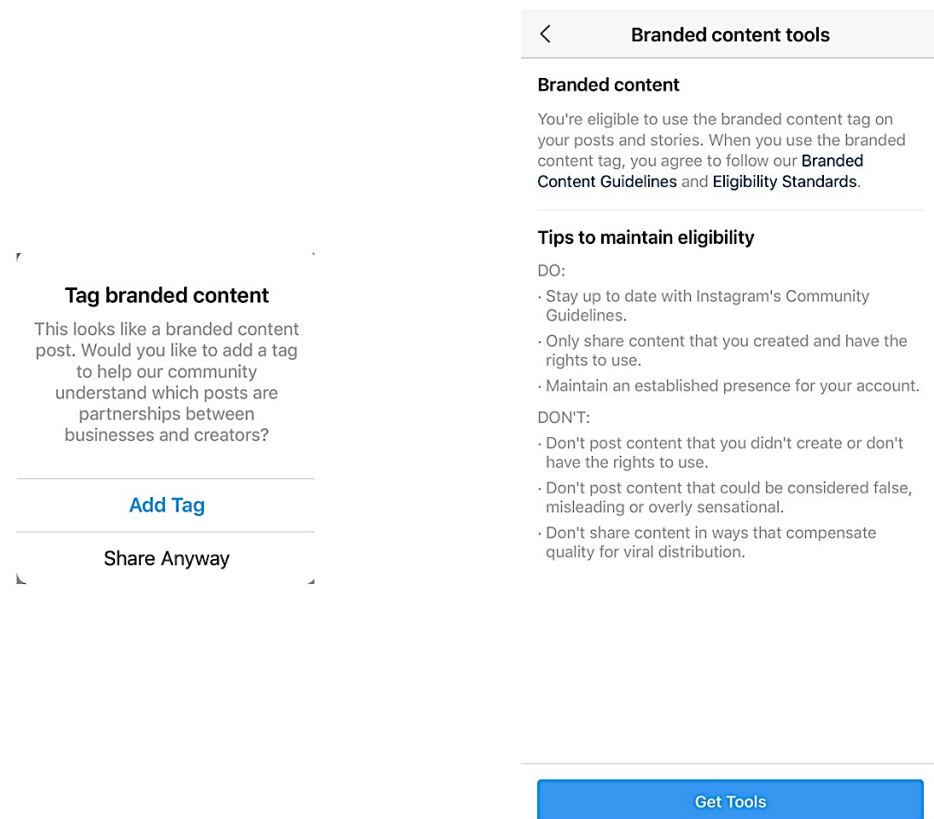 Tag branded content
This looks like a branded content
post. Would you like to add a tag
to help our community
understand which posts are
partnerships between
businesses and creators?
Add Tag
Share Anyway
Branded content tools
Branded content
You're eligible to use the branded content tag on
your posts and stories. When you use the branded
content tag, you agree to follow our Branded
Content Guidelines and Eligibility Standards.
Tips to maintain eligibility
DO:
· Stay up to date with Instagram's Community
Guidelines.
· Only share content that you created and have the
rights to use.
· Maintain an established presence for your account.
DON'T:
· Don't post content that you didn't create or don't
have the rights to use.
· Don't post content that could be considered false,
misleading or overly sensational.
· Don't share content in ways that compensate
quality for viral distribution.
Get Tools